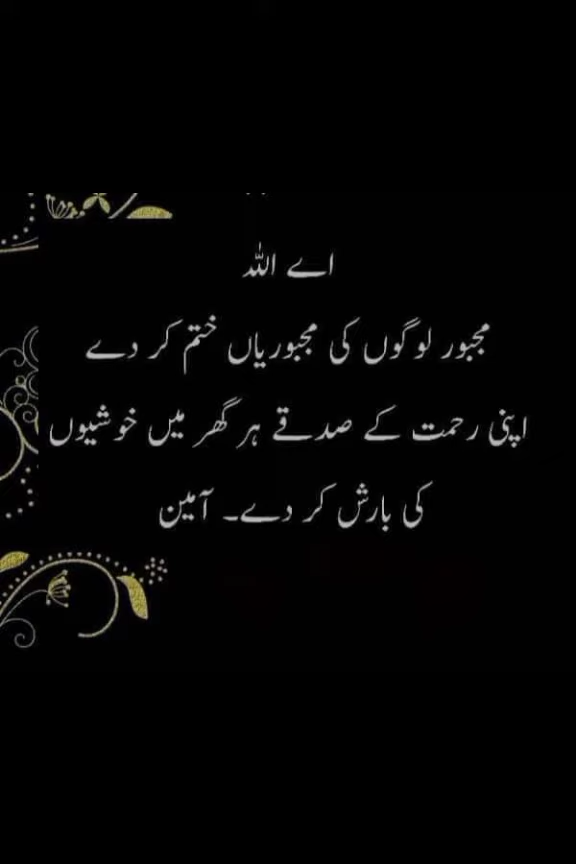 اے اللہ
مجبور لوگوں کی مجبوریاں ختم کر دے
اپنی رحمت کے صدقے ہر گھر میں خوشیوں
کی بارش کر دے۔ آمین